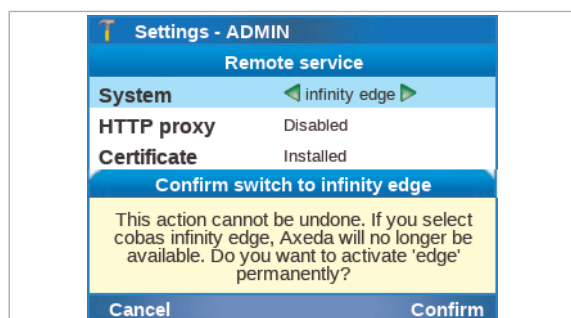 Settings - ADMIN
Remote service
System infinity edge
HTTP proxy Disabled
Certificate Installed
Confirm switch to infinity edge
This action cannot be undone. If you select
cobas infinity edge, Axeda will no longer be
available. Do you want to activate 'edge'
permanently?
Cancel Confirm